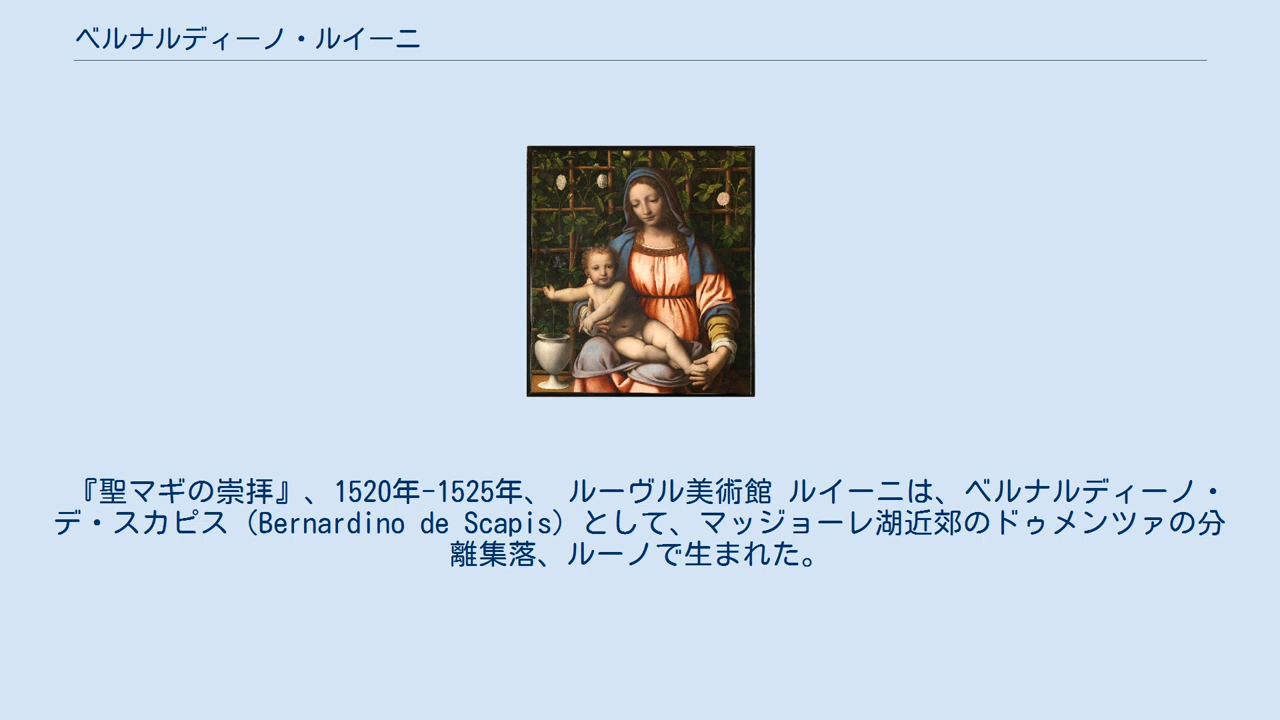 ベルナルディーノ・ルイーニ
『聖マギの崇拝』、1520年-1525年、 ルーヴル美術館 ルイーニは、ベルナルディーノ・
デ・スカピス（Bernardino de Scapis）として、マッジョーレ湖近郊のドゥメンツァの分
離集落、ルーノで生まれた。